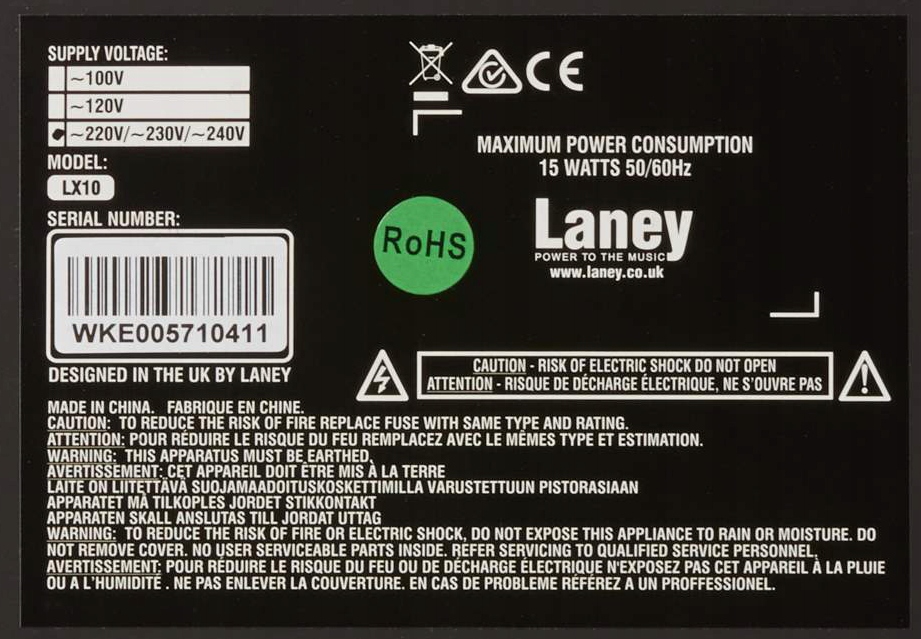 SUPPLY VOLTAGE:
~100V
~120V
~220V/~230V/~240V
MODEL:
LX10
SERIAL NUMBER:
WKE005710411
DESIGNED IN THE UK BY LANEY
CE
MAXIMUM POWER CONSUMPTION
15 WATTS 50/60Hz
RoHS
Laney
POWER TO THE MUSIC
www.laney.co.uk
CAUTION - RISK OF ELECTRIC SHOCK DO NOT OPEN
ATTENTION - RISQUE DE DÉCHARGE ÉLECTRIQUE, NE S'OUVRE PAS
MADE IN CHINA. FABRIQUE EN CHINE.
CAUTION: TO REDUCE THE RISK OF FIRE REPLACE FUSE WITH SAME TYPE AND RATING.
ATTENTION: POUR RÉDUIRE LE RISQUE DU FEU REMPLACEZ AVEC LE MÊMES TYPE ET ESTIMATION.
WARNING: THIS APPARATUS MUST BE EARTHED.
AVERTISSEMENT: CET APPAREIL DOIT ÊTRE MIS À LA TERRE
LAITE ON LIITETTÄVÄ SUOJAMAADOITUSKOSKETTIMILLA VARUSTETTUUN PISTORASIAAN
APPARATET MÅ TILKOPLES JORDET STIKKONTAKT
APPARATEN SKALL ANSLUTAS TILL JORDAT UTTAG
WARNING: TO REDUCE THE RISK OF FIRE OR ELECTRIC SHOCK, DO NOT EXPOSE THIS APPLIANCE TO RAIN OR MOISTURE. DO
NOT REMOVE COVER. NO USER SERVICEABLE PARTS INSIDE. REFER SERVICING TO QUALIFIED SERVICE PERSONNEL.
AVERTISSEMENT: POUR RÉDUIRE LE RISQUE DU FEU OU DE DÉCHARGE ÉLECTRIQUE N'EXPOSEZ PAS CET APPAREIL À LA PLUIE
OU A L'HUMIDITÉ . NE PAS ENLEVER LA COUVERTURE. EN CAS DE PROBLEME RÉFÉREZ A UN PROFFESSIONEL.